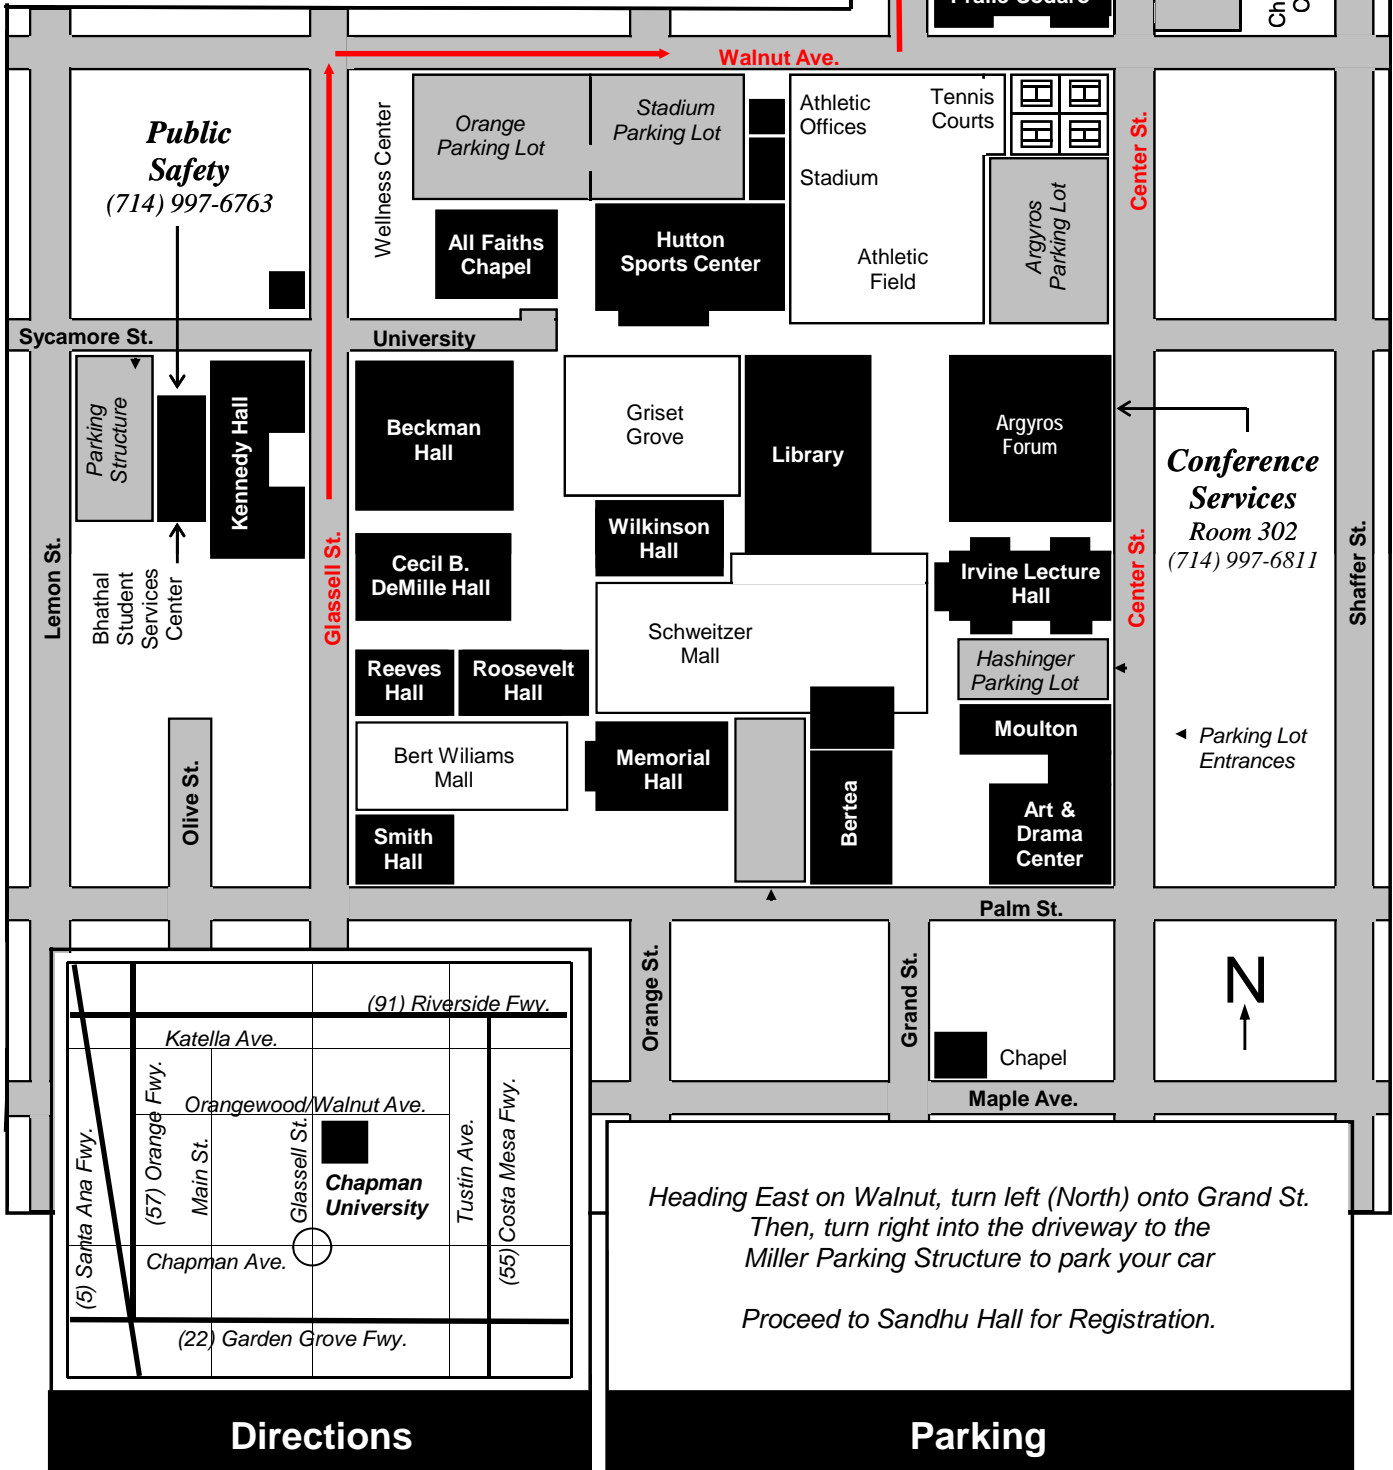 Walnut Ave.
Public
Safety
(714) 997-6763
Wellness Center
Orange
Parking Lot
Stadium
Parking Lot
Athletic
Offices
Stadium
Tennis
Courts
Athletic
Field
Argyros
Parking Lot
Center St.
All Faiths
Chapel
Hutton
Sports Center
Sycamore St.
University
Parking
Structure
Kennedy Hall
Beckman
Hall
Griset
Grove
Library
Argyros
Forum
Conference
Services
Room 302
(714) 997-6811
Wilkinson
Hall
Lemon St.
Bhathal
Student
Services
Center
Glassell St.
Cecil B.
DeMille Hall
Irvine Lecture
Hall
Center St.
Shaffer St.
Schweitzer
Mall
Reeves
Hall
Roosevelt
Hall
Hashinger
Parking Lot
Moulton
Parking Lot
Entrances
Olive St.
Bert Wiliams
Mall
Memorial
Hall
Bertea
Art &
Drama
Center
Smith
Hall
Palm St.
Orange St.
Grand St.
N
Chapel
Maple Ave.
(91) Riverside Fwy.
Katella Ave.
Orangewood/Walnut Ave.
(5) Santa Ana Fwy.
(57) Orange Fwy.
Main St.
Glassell St.
Chapman
University
Tustin Ave.
(55) Costa Mesa Fwy.
Chapman Ave.
(22) Garden Grove Fwy.
Directions
Heading East on Walnut, turn left (North) onto Grand St.
Then, turn right into the driveway to the
Miller Parking Structure to park your car
Proceed to Sandhu Hall for Registration.
Parking